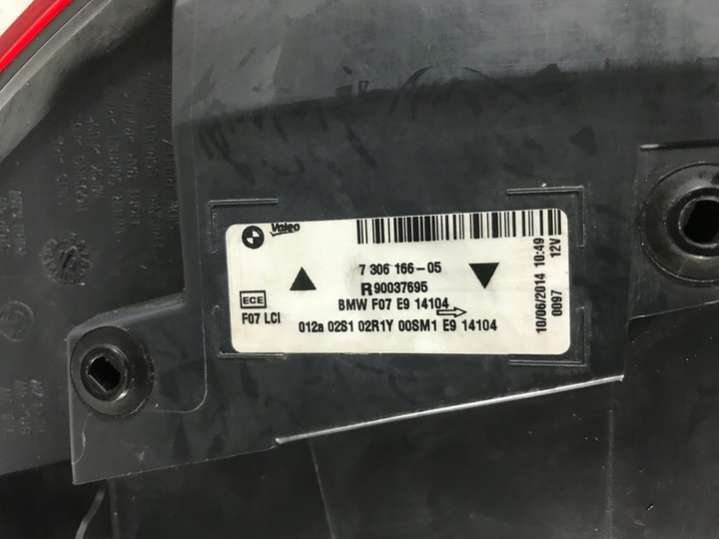 Valeo
7 306 166-05
R 90037695
BMW F07 E9 14104
ECE
F07 LCI
012a 02S1 02R1Y 00SM1 E9 14104
10/06/2014 10:49
0097
12V